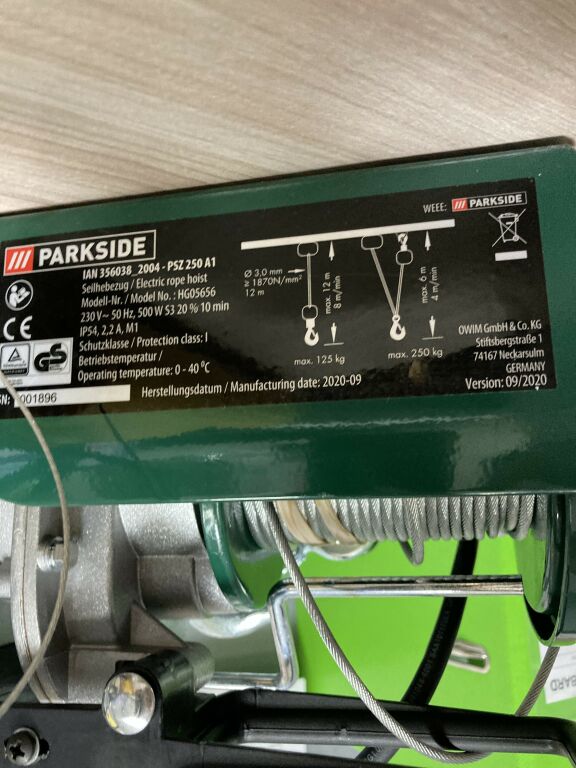 WEEE: /// PARKSIDE
/// PARKSIDE
IAN 356038_2004 - PSZ 250 A1
Seilhebezug / Electric rope hoist
Modell-Nr. / Model No.: HG05656
230 V~ 50 Hz, 500 W S3 20 % 10 min
IP54, 2,2 A, M1
Schutzklasse / Protection class: I
Betriebstemperatur /
Operating temperature: 0 - 40 °C
Herstellungsdatum / Manufacturing date: 2020-09
CE
GS
SN: 001896
Ø 3,0 mm
≥ 1870N/mm²
12 m
max. 12 m
8 m/min
max. 125 kg
max. 6 m
4 m/min
max. 250 kg
OWIM GmbH & Co. KG
Stiftsbergstraße 1
74167 Neckarsulm
GERMANY
Version: 09/2020